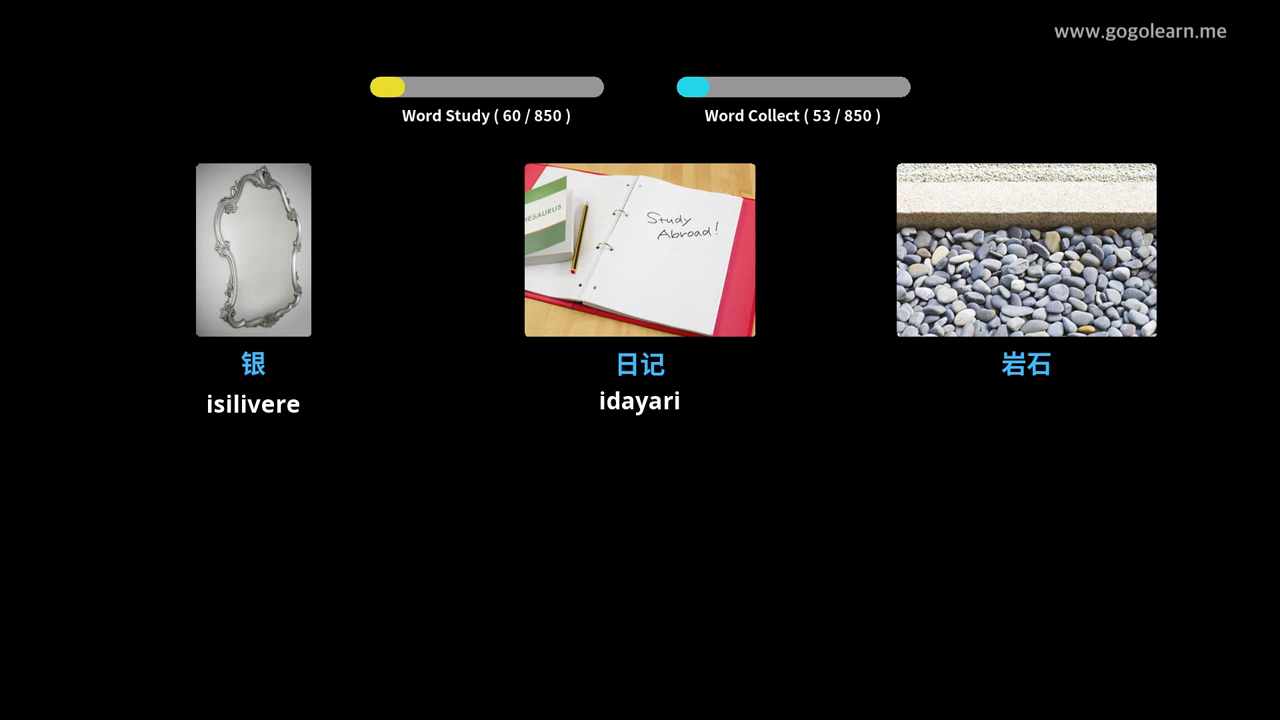 www.gogolearn.me
Word Study ( 60 / 850 )
Word Collect ( 53 / 850 )
HESAURUS
Study
Abroad!
银
日记
岩石
isilivere
idayari